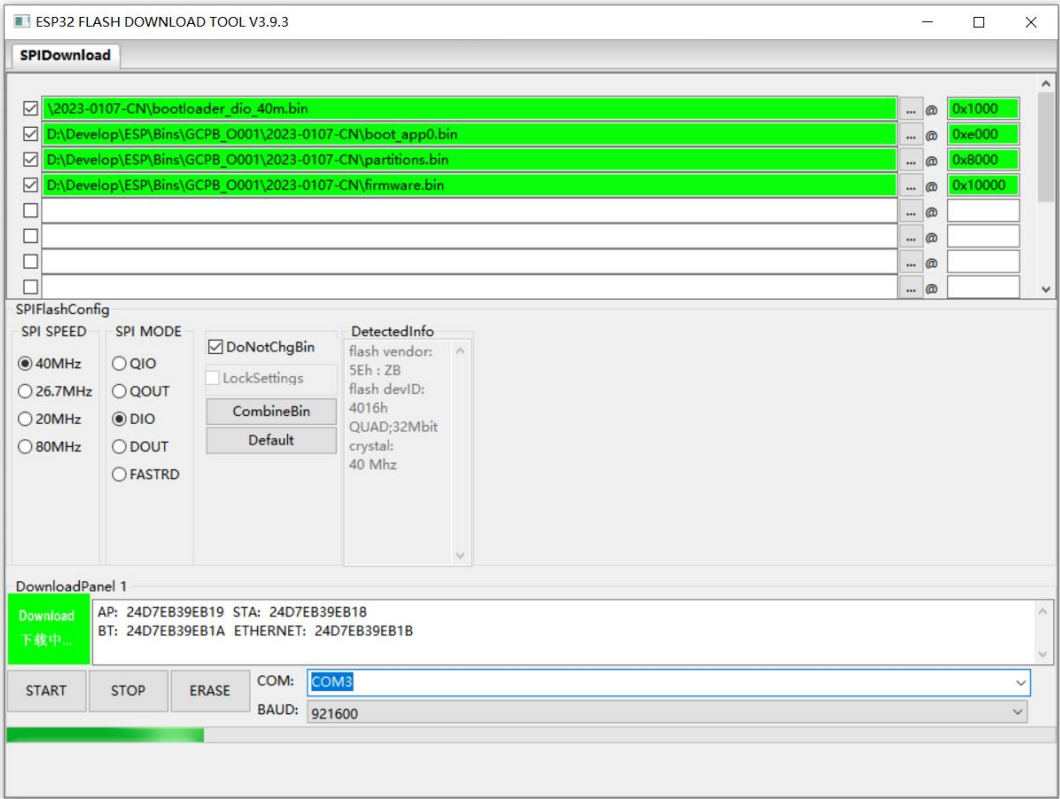 ESP32 FLASH DOWNLOAD TOOL V3.9.3
SPIDownload
\2023-0107-CN\bootloader_dio_40m.bin ... @ 0x1000
D:\Develop\ESP\Bins\GCPB_O001\2023-0107-CN\boot_app0.bin ... @ 0xe000
D:\Develop\ESP\Bins\GCPB_O001\2023-0107-CN\partitions.bin ... @ 0x8000
D:\Develop\ESP\Bins\GCPB_O001\2023-0107-CN\firmware.bin ... @ 0x10000
... @
... @
... @
... @
SPIFlashConfig
SPI SPEED
40MHz
26.7MHz
20MHz
80MHz
SPI MODE
QIO
QOUT
DIO
DOUT
FASTRD
DoNotChgBin
LockSettings
CombineBin
Default
DetectedInfo
flash vendor:
5Eh : ZB
flash devID:
4016h
QUAD;32Mbit
crystal:
40 Mhz
DownloadPanel 1
Download
下载中...
AP: 24D7EB39EB19 STA: 24D7EB39EB18
BT: 24D7EB39EB1A ETHERNET: 24D7EB39EB1B
START STOP ERASE
COM: COM3
BAUD: 921600